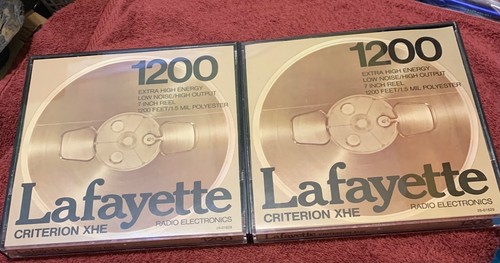 1200
EXTRA HIGH ENERGY
LOW NOISE/HIGH OUTPUT
7 INCH REEL
1200 FEET/1.5 MIL POLYESTER
Lafayette
CRITERION XHE
RADIO ELECTRONICS
1200
EXTRA HIGH ENERGY
LOW NOISE/HIGH OUTPUT
7 INCH REEL
1200 FEET/1.5 MIL POLYESTER
Lafayette
CRITERION XHE
RADIO ELECTRONICS
Lafayette